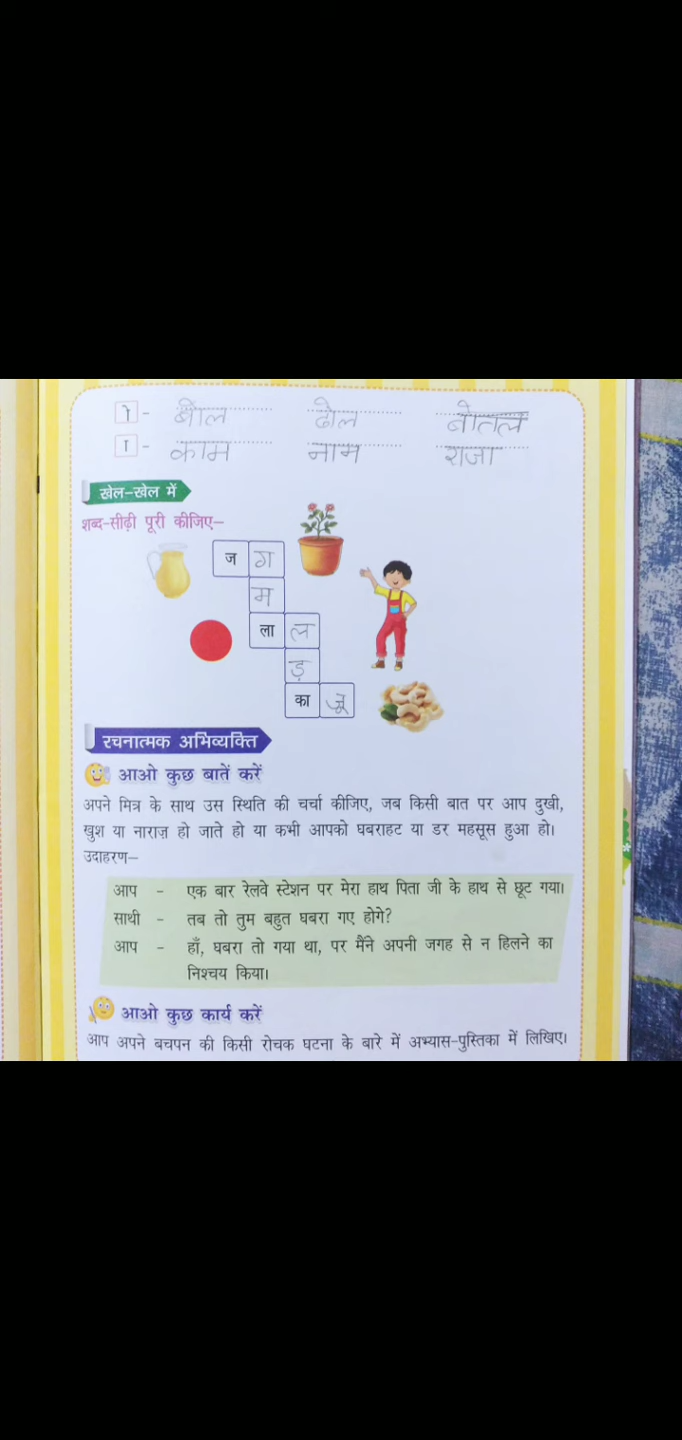 ो - बोल ढोल बोतल
ा - काम नाम राजा
खेल-खेल में
शब्द-सीढ़ी पूरी कीजिए–
ज ग
म
ला ल
ड़
का जू
रचनात्मक अभिव्यक्ति
आओ कुछ बातें करें
अपने मित्र के साथ उस स्थिति की चर्चा कीजिए, जब किसी बात पर आप दुखी,
खुश या नाराज़ हो जाते हो या कभी आपको घबराहट या डर महसूस हुआ हो।
उदाहरण–
आप - एक बार रेलवे स्टेशन पर मेरा हाथ पिता जी के हाथ से छूट गया।
साथी - तब तो तुम बहुत घबरा गए होगे?
आप - हाँ, घबरा तो गया था, पर मैंने अपनी जगह से न हिलने का
निश्चय किया।
आओ कुछ कार्य करें
आप अपने बचपन की किसी रोचक घटना के बारे में अभ्यास-पुस्तिका में लिखिए।